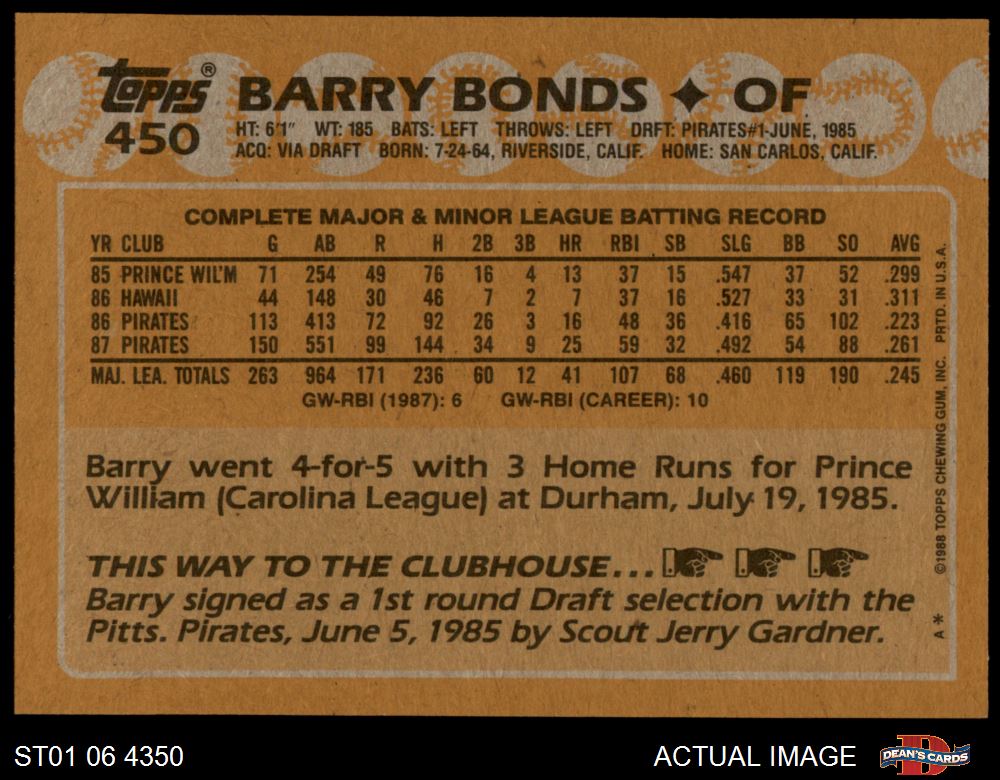 topps®
450
BARRY BONDS ✦ OF
HT: 6'1" WT: 185 BATS: LEFT THROWS: LEFT DRFT: PIRATES#1-JUNE, 1985
ACQ: VIA DRAFT BORN: 7-24-64, RIVERSIDE, CALIF. HOME: SAN CARLOS, CALIF.
COMPLETE MAJOR & MINOR LEAGUE BATTING RECORD
YR CLUB G AB R H 2B 3B HR RBI SB SLG BB SO AVG
85 PRINCE WIL'M 71 254 49 76 16 4 13 37 15 .547 37 52 .299
86 HAWAII 44 148 30 46 7 2 7 37 16 .527 33 31 .311
86 PIRATES 113 413 72 92 26 3 16 48 36 .416 65 102 .223
87 PIRATES 150 551 99 144 34 9 25 59 32 .492 54 88 .261
MAJ. LEA. TOTALS 263 964 171 236 60 12 41 107 68 .460 119 190 .245
GW-RBI (1987): 6 GW-RBI (CAREER): 10
Barry went 4-for-5 with 3 Home Runs for Prince
William (Carolina League) at Durham, July 19, 1985.
THIS WAY TO THE CLUBHOUSE...
Barry signed as a 1st round Draft selection with the
Pitts. Pirates, June 5, 1985 by Scout Jerry Gardner.
A* ©1988 TOPPS CHEWING GUM, INC. PRTD. IN U.S.A.
ST01 06 4350
ACTUAL IMAGE
DEAN'S CARDS